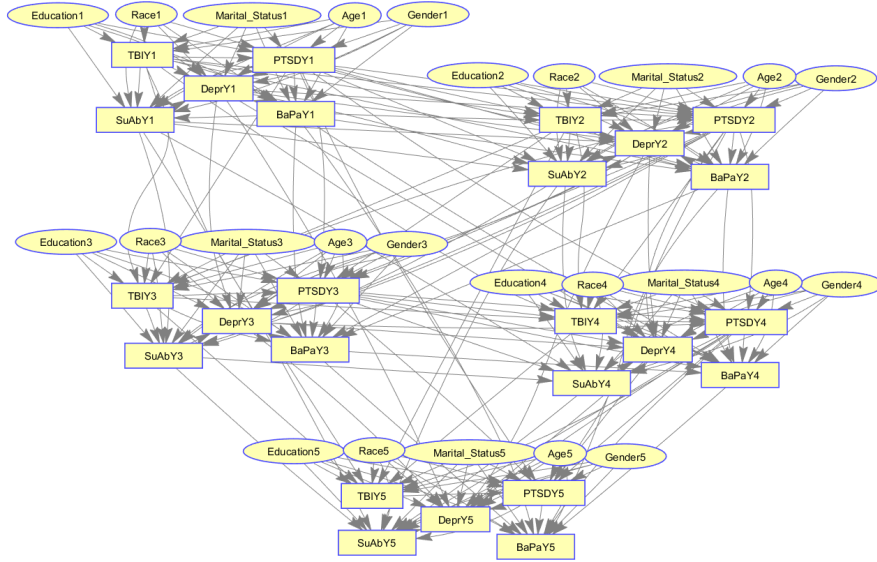 Education1
Race1
Marital_Status1
Age1
Gender1
TBIY1
PTSDY1
DeprY1
BaPaY1
SuAbY1
Education2
Race2
Marital_Status2
Age2
Gender2
TBIY2
PTSDY2
DeprY2
SuAbY2
BaPaY2
Education3
Race3
Marital_Status3
Age3
Gender3
TBIY3
PTSDY3
DeprY3
SuAbY3
BaPaY3
Education4
Race4
Marital_Status4
Age4
Gender4
TBIY4
PTSDY4
DeprY4
SuAbY4
BaPaY4
Education5
Race5
Marital_Status5
Age5
Gender5
TBIY5
PTSDY5
DeprY5
SuAbY5
BaPaY5